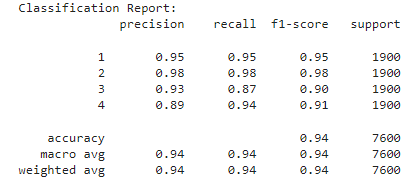 Classification Report:
precision recall f1-score support
1 0.95 0.95 0.95 1900
2 0.98 0.98 0.98 1900
3 0.93 0.87 0.90 1900
4 0.89 0.94 0.91 1900
accuracy 0.94 7600
macro avg 0.94 0.94 0.94 7600
weighted avg 0.94 0.94 0.94 7600